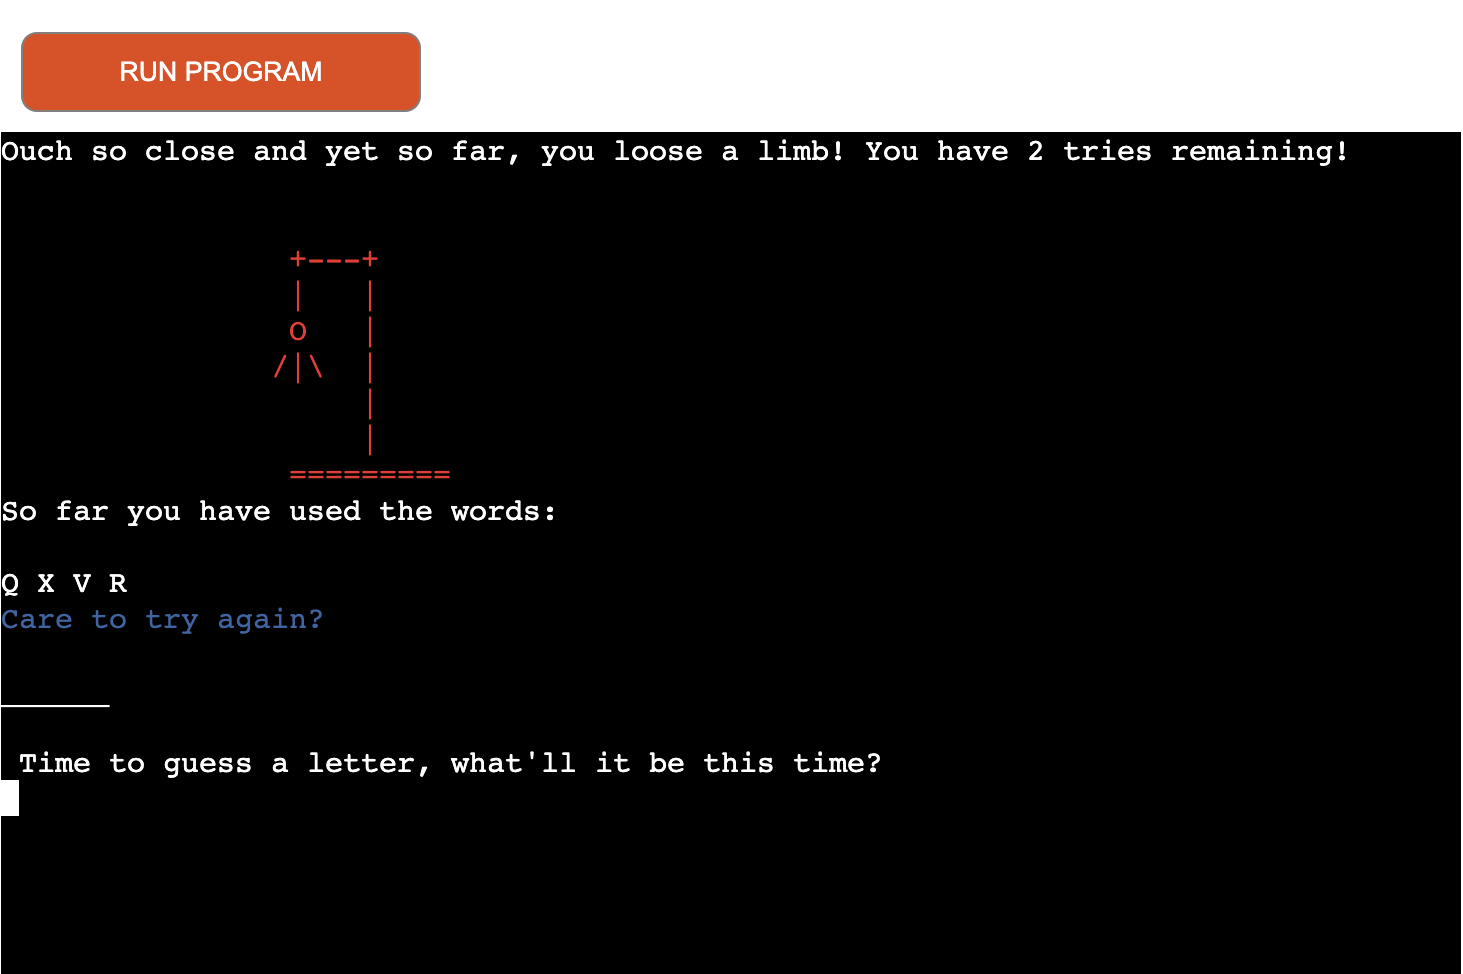 RUN PROGRAM
Ouch so close and yet so far, you loose a limb! You have 2 tries remaining!
+---+
|   |
O   |
/|\  |
|
|
=========
So far you have used the words:
Q X V R
Care to try again?
______
Time to guess a letter, what'll it be this time?